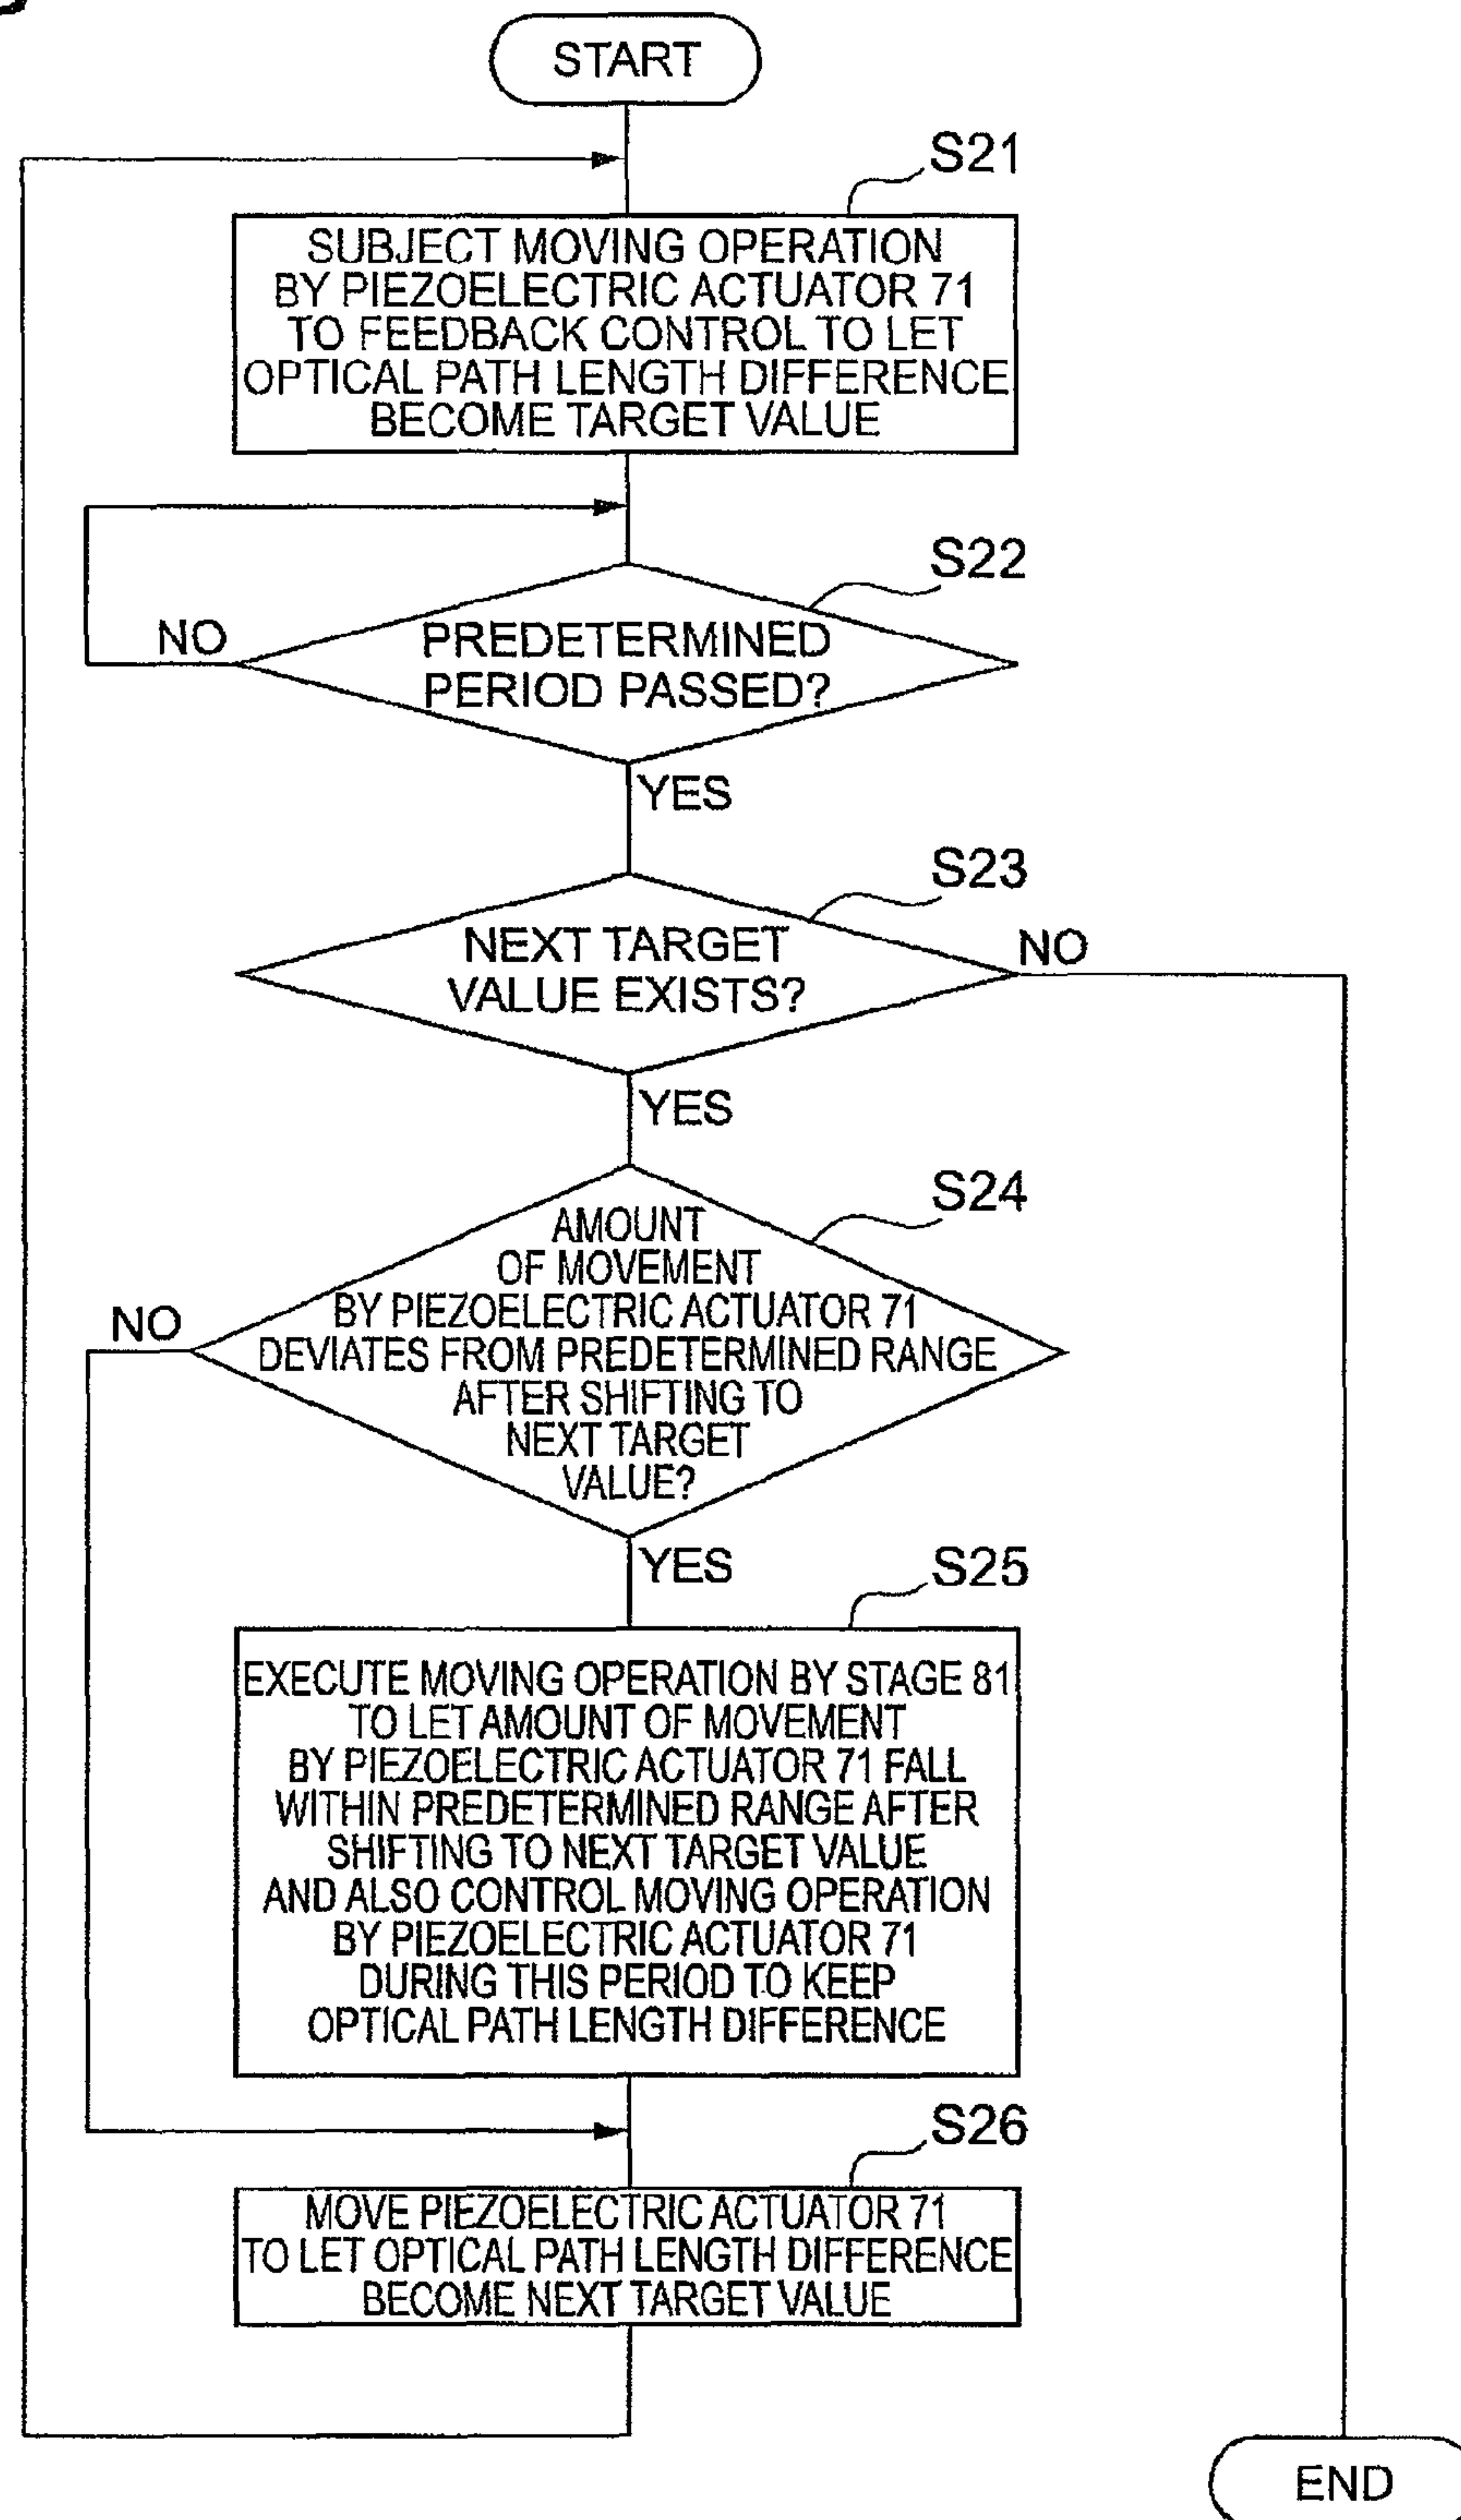 START
S21
SUBJECT MOVING OPERATION
BY PIEZOELECTRIC ACTUATOR 71
TO FEEDBACK CONTROL TO LET
OPTICAL PATH LENGTH DIFFERENCE
BECOME TARGET VALUE
S22
NO
PREDETERMINED
PERIOD PASSED?
YES
S23
NEXT TARGET
VALUE EXISTS?
NO
YES
S24
AMOUNT
OF MOVEMENT
BY PIEZOELECTRIC ACTUATOR 71
DEVIATES FROM PREDETERMINED RANGE
AFTER SHIFTING TO
NEXT TARGET
VALUE?
NO
YES
S25
EXECUTE MOVING OPERATION BY STAGE 81
TO LET AMOUNT OF MOVEMENT
BY PIEZOELECTRIC ACTUATOR 71 FALL
WITHIN PREDETERMINED RANGE AFTER
SHIFTING TO NEXT TARGET VALUE
AND ALSO CONTROL MOVING OPERATION
BY PIEZOELECTRIC ACTUATOR 71
DURING THIS PERIOD TO KEEP
OPTICAL PATH LENGTH DIFFERENCE
S26
MOVE PIEZOELECTRIC ACTUATOR 71
TO LET OPTICAL PATH LENGTH DIFFERENCE
BECOME NEXT TARGET VALUE
END